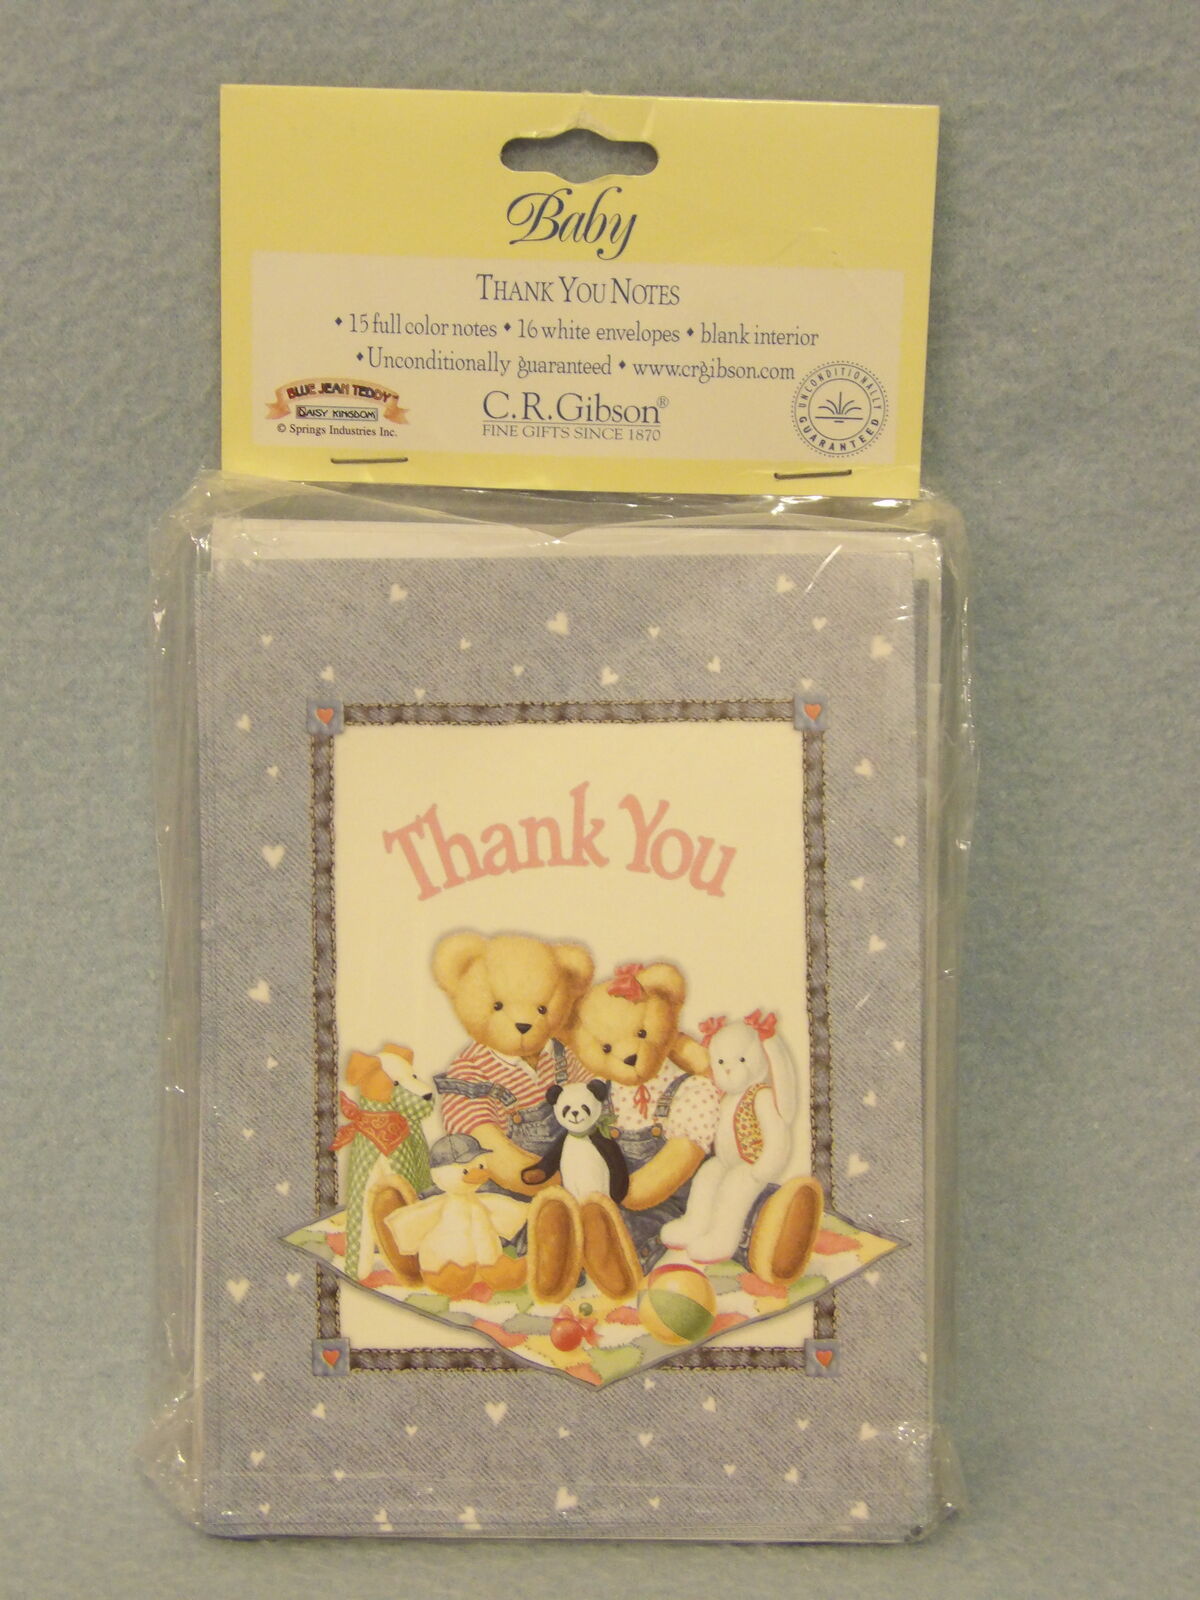 Baby
THANK YOU NOTES
◆ 15 full color notes ◆ 16 white envelopes ◆ blank interior
◆ Unconditionally guaranteed ◆ www.crgibson.com
BLUE JEAN TEDDY™
DAISY KINGDOM
© Springs Industries Inc.
C.R. Gibson®
FINE GIFTS SINCE 1870
UNCONDITIONALLY
GUARANTEED
Thank You